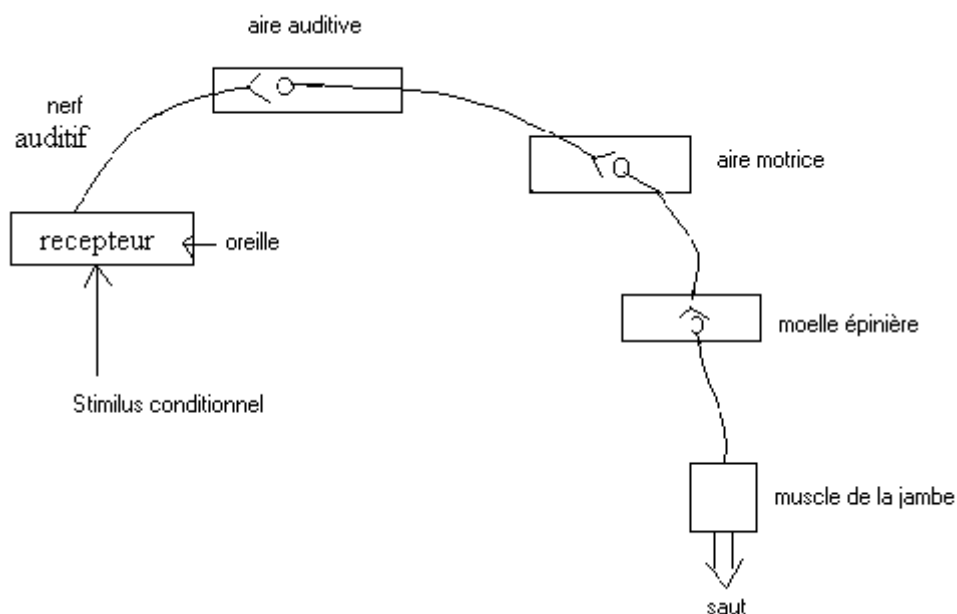 aire auditive
nerf
auditif
aire motrice
recepteur
oreille
moelle épinière
Stimilus conditionnel
muscle de la jambe
saut